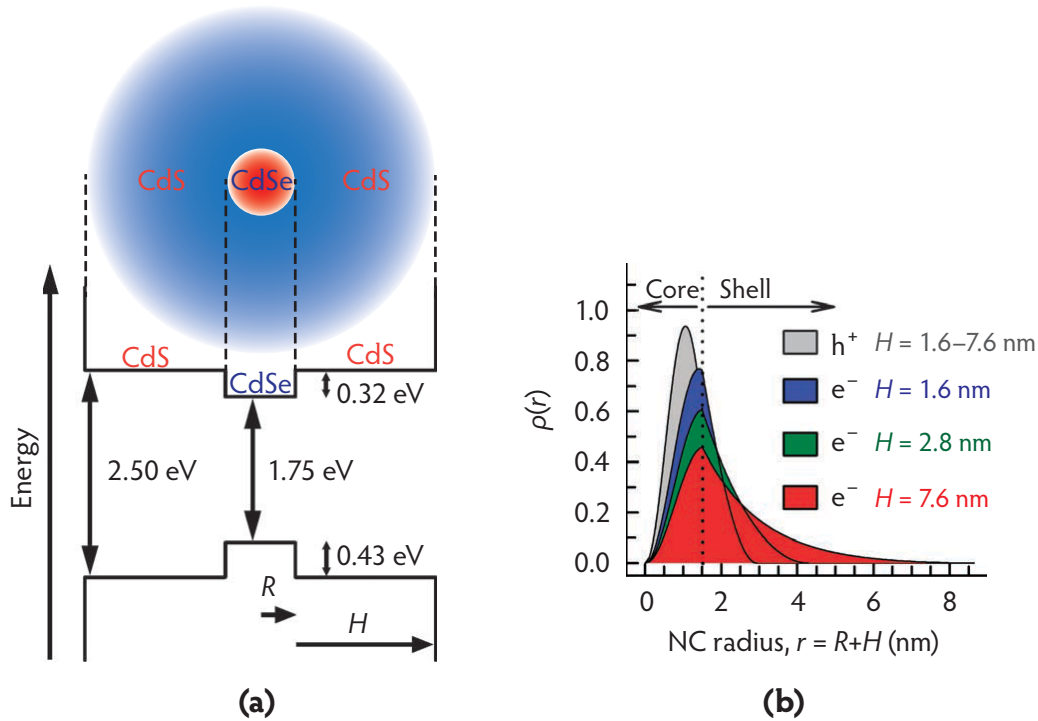 CdS CdSe CdS
CdS CdS
CdSe
0.32 eV
2.50 eV 1.75 eV
0.43 eV
R
H
Energy
(a)
Core Shell
1.0
0.8
0.6
0.4
0.2
0.0
ρ(r)
h⁺ H = 1.6–7.6 nm
e⁻ H = 1.6 nm
e⁻ H = 2.8 nm
e⁻ H = 7.6 nm
0 2 4 6 8
NC radius, r = R+H (nm)
(b)